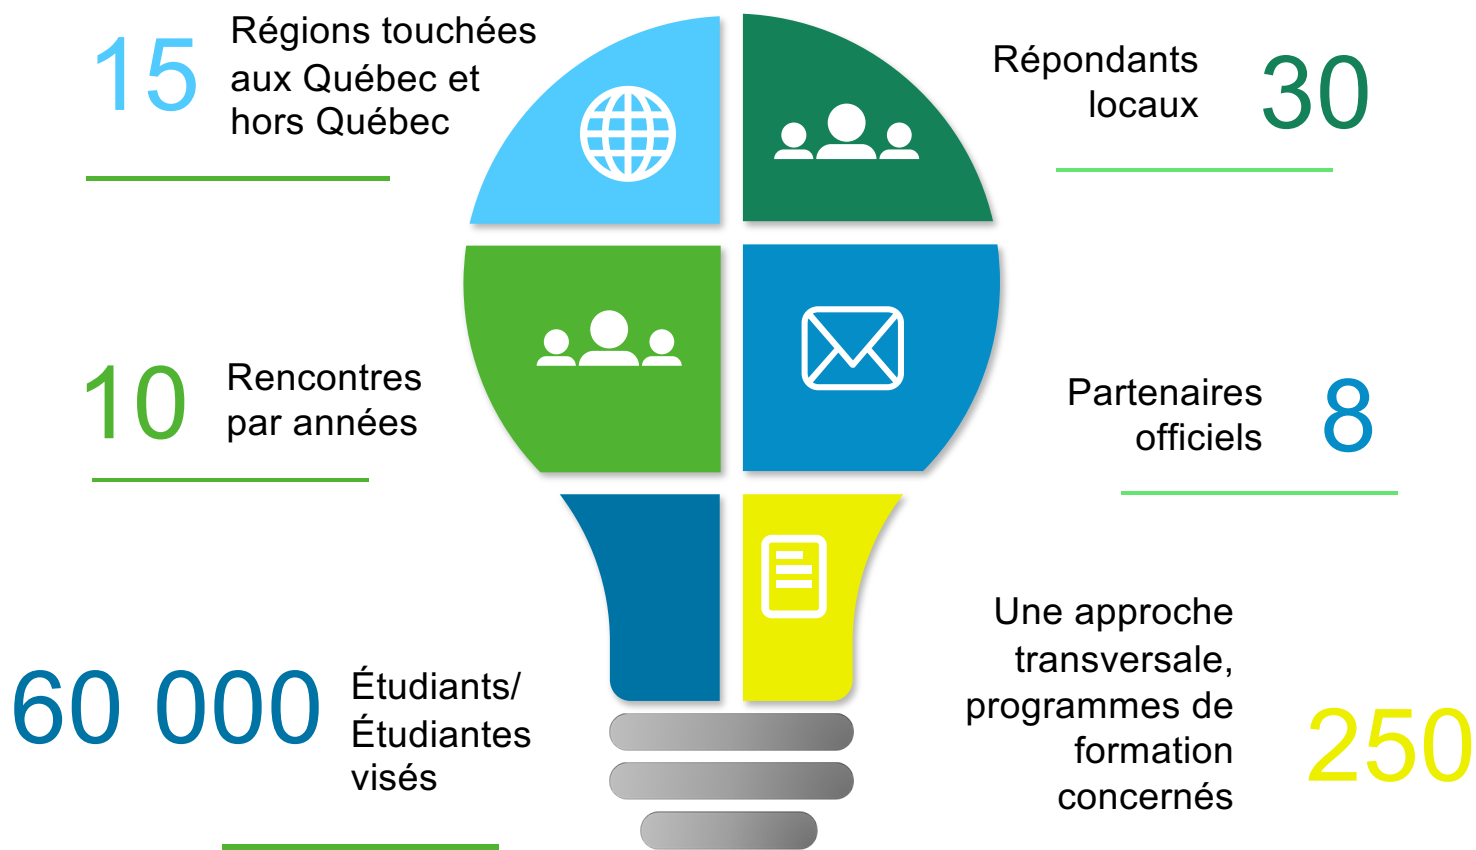 15
Régions touchées
aux Québec et
hors Québec
Répondants
locaux
30
10
Rencontres
par années
Partenaires
officiels
8
60 000
Étudiants/
Étudiantes
visés
Une approche
transversale,
programmes de
formation
concernés
250